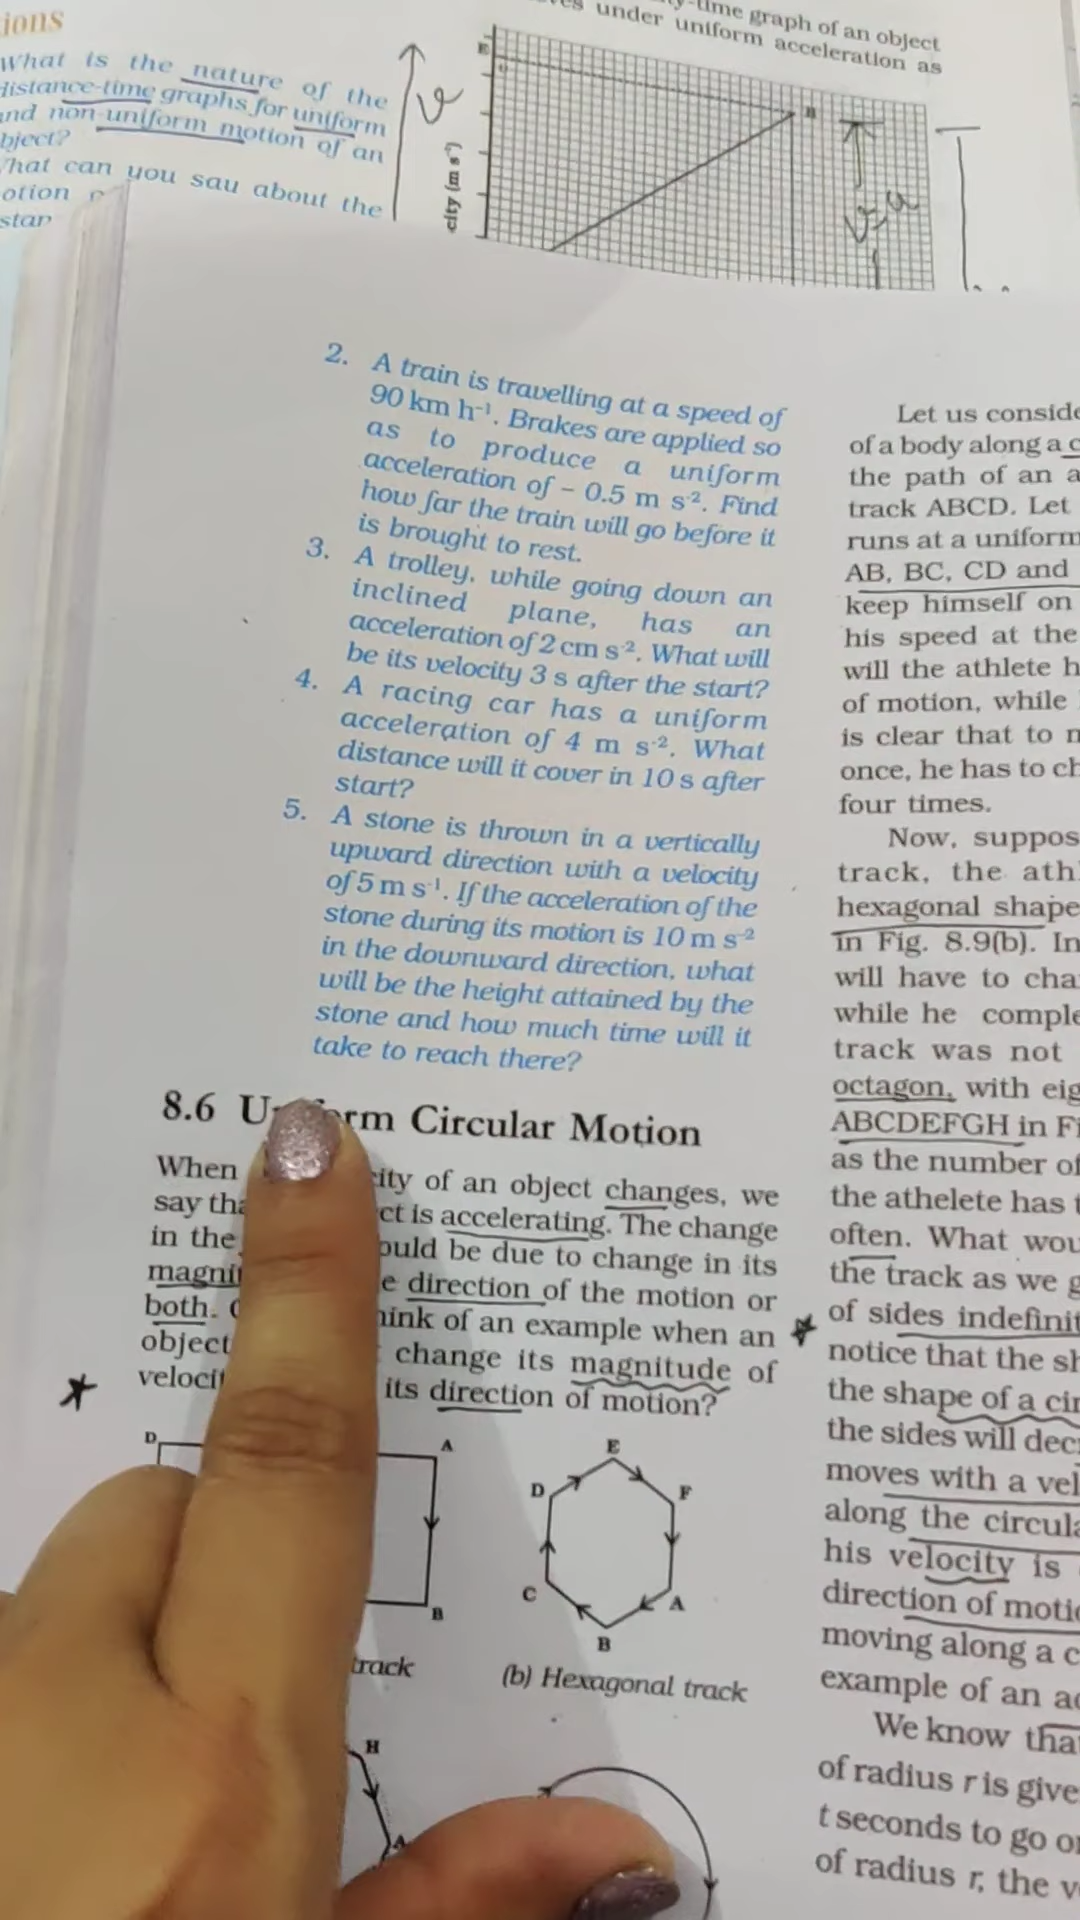 ions
What is the nature of the
distance-time graphs for uniform
and non-uniform motion of an
object?
What can you say about the
otion
time graph of an object
under uniform acceleration as
E
B
v
city (m s⁻¹)
2. A train is travelling at a speed of
90 km h⁻¹. Brakes are applied so
as to produce a uniform
acceleration of – 0.5 m s⁻². Find
how far the train will go before it
is brought to rest.
3. A trolley, while going down an
inclined plane, has an
acceleration of 2 cm s⁻². What will
be its velocity 3 s after the start?
4. A racing car has a uniform
acceleration of 4 m s⁻². What
distance will it cover in 10 s after
start?
5. A stone is thrown in a vertically
upward direction with a velocity
of 5 m s⁻¹. If the acceleration of the
stone during its motion is 10 m s⁻²
in the downward direction, what
will be the height attained by the
stone and how much time will it
take to reach there?
8.6 Uniform Circular Motion
When ity of an object changes, we
say tha ct is accelerating. The change
in the ould be due to change in its
magni e direction of the motion or
both. hink of an example when an
object change its magnitude of
velocit its direction of motion?
D
A
B
track
E
D
F
C
A
B
(b) Hexagonal track
H
A
Let us conside
of a body along a c
the path of an a
track ABCD. Let
runs at a uniform
AB, BC, CD and
keep himself on
his speed at the
will the athlete h
of motion, while
is clear that to m
once, he has to ch
four times.
Now, suppos
track, the ath
hexagonal shape
in Fig. 8.9(b). In
will have to cha
while he comple
track was not
octagon, with eig
ABCDEFGH in Fi
as the number of
the athelete has t
often. What wou
the track as we g
of sides indefinit
notice that the sh
the shape of a cir
the sides will dec
moves with a vel
along the circula
his velocity is
direction of motio
moving along a c
example of an ac
We know tha
of radius r is give
t seconds to go o
of radius r, the v